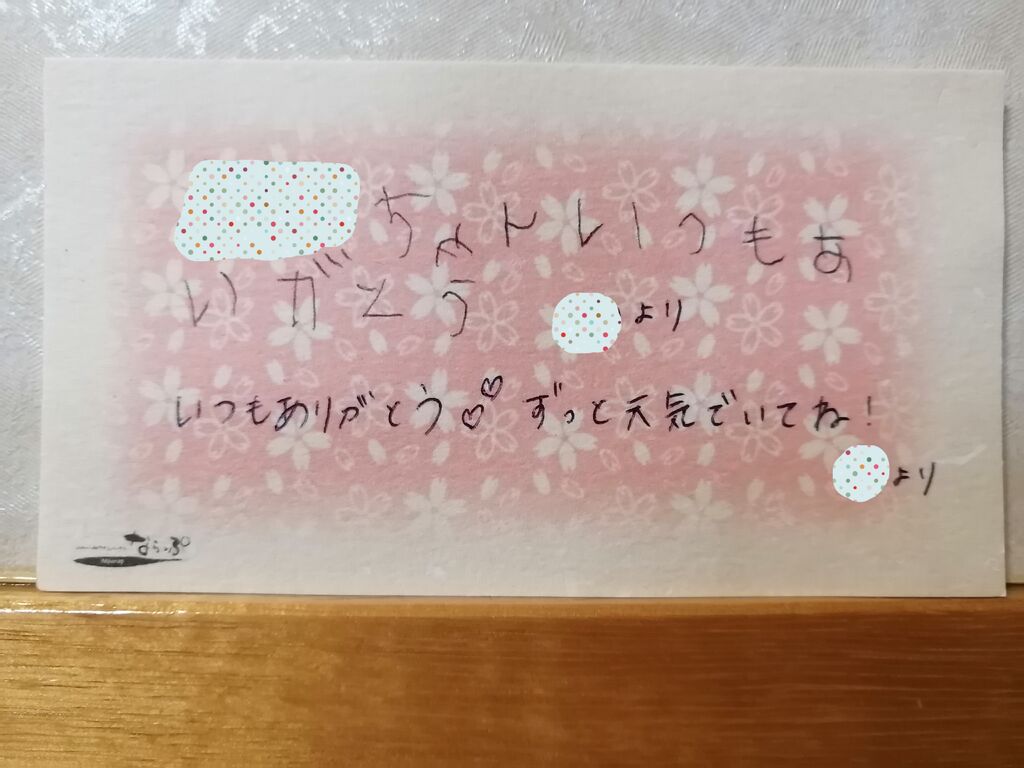 ちゃんいつもあ
いがとう より
いつもありがとう♡♡ ずっと元気でいてね!
より